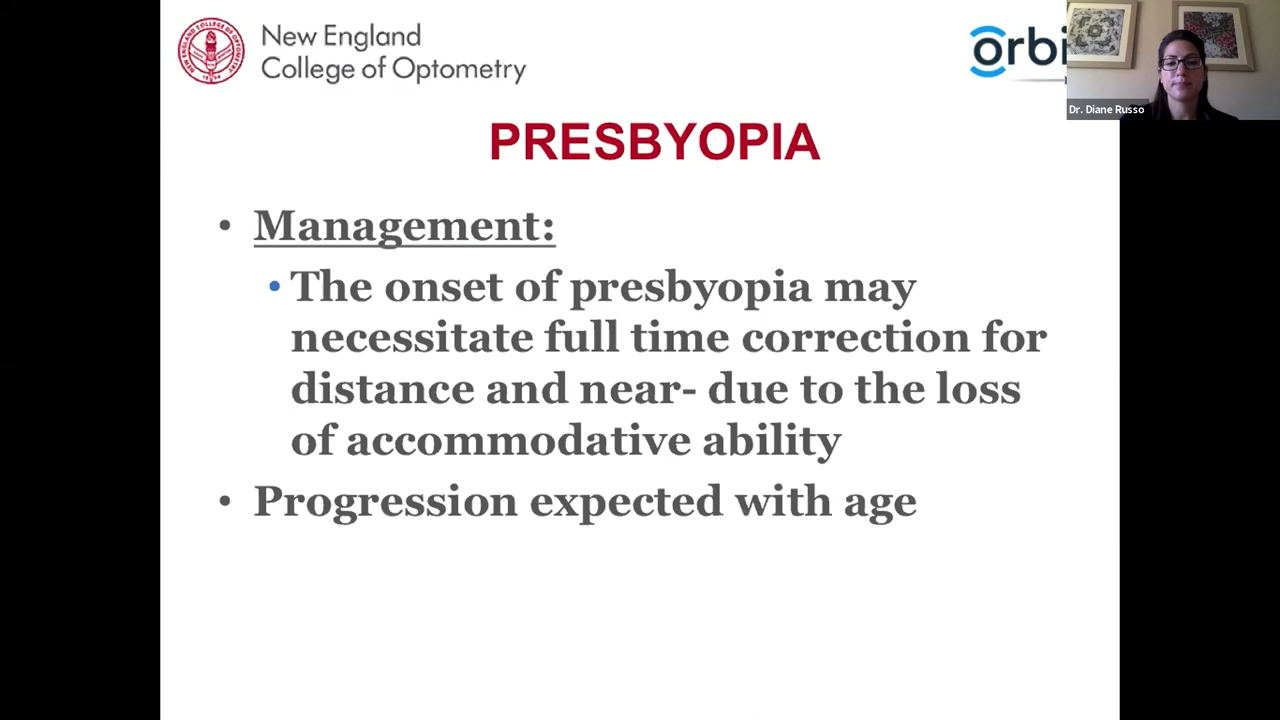 New England
College of Optometry
orbi
Dr. Diane Russo
PRESBYOPIA
• Management:
• The onset of presbyopia may
necessitate full time correction for
distance and near- due to the loss
of accommodative ability
• Progression expected with age